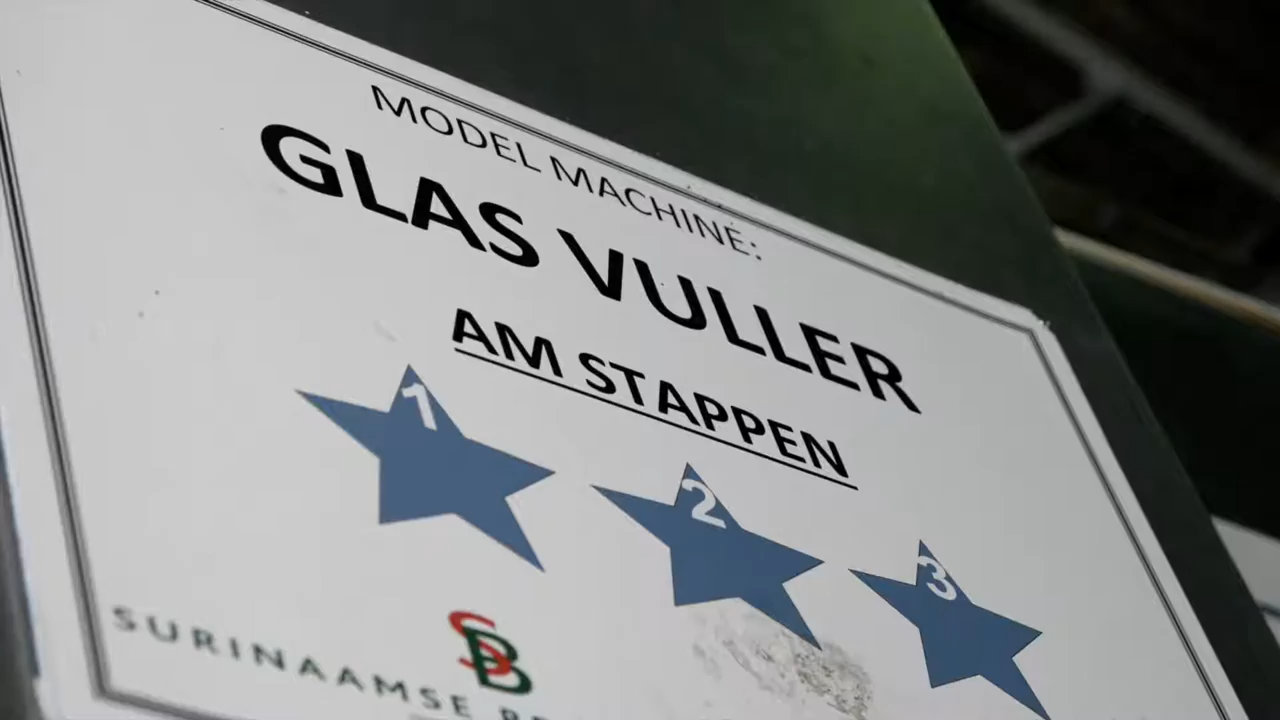 MODEL MACHINE:
GLAS VULLER
AM STAPPEN
1
2
3
SB
SURINAAMSE